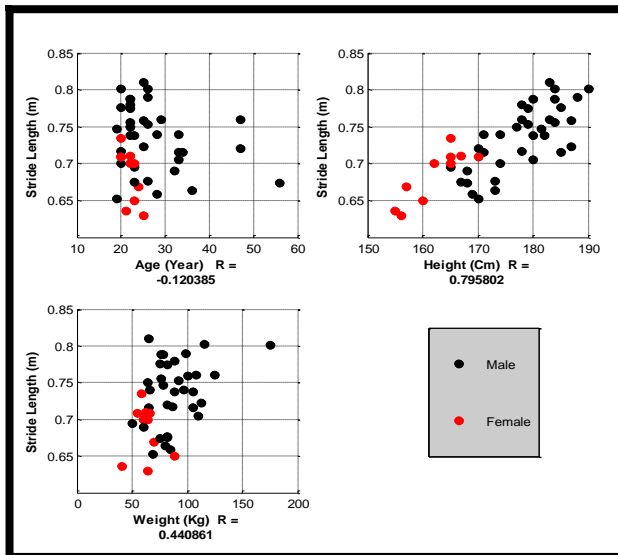 0.85
0.8
0.75
0.7
0.65
Stride Length (m)
10 20 30 40 50 60
Age (Year) R =
-0.120385
0.85
0.8
0.75
0.7
0.65
Stride Length (m)
150 160 170 180 190
Height (Cm) R =
0.795802
0.85
0.8
0.75
0.7
0.65
Stride Length (m)
0 50 100 150 200
Weight (Kg) R =
0.440861
Male
Female